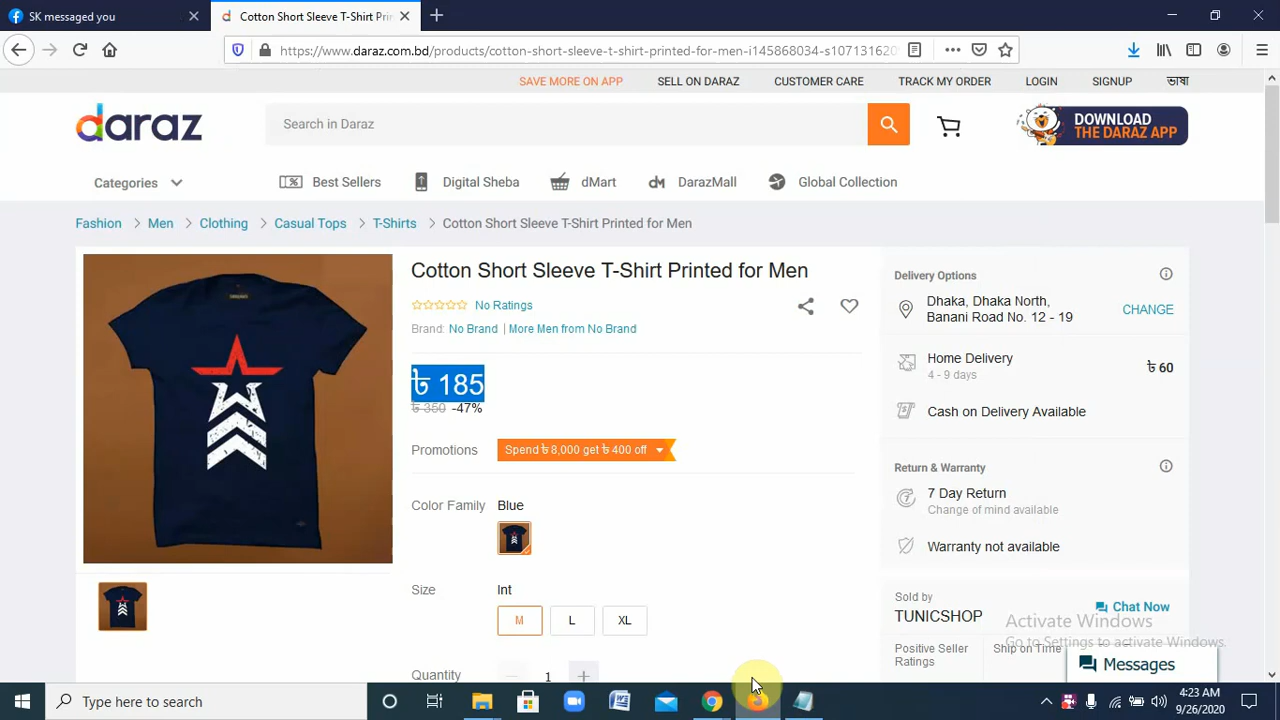 SK messaged you
Cotton Short Sleeve T-Shirt Prin
https://www.daraz.com.bd/products/cotton-short-sleeve-t-shirt-printed-for-men-i145868034-s107131620
SAVE MORE ON APP SELL ON DARAZ CUSTOMER CARE TRACK MY ORDER LOGIN SIGNUP ভাষা
daraz
Search in Daraz
DOWNLOAD
THE DARAZ APP
Categories Best Sellers Digital Sheba dMart DarazMall Global Collection
Fashion > Men > Clothing > Casual Tops > T-Shirts > Cotton Short Sleeve T-Shirt Printed for Men
Cotton Short Sleeve T-Shirt Printed for Men
No Ratings
Brand: No Brand | More Men from No Brand
৳ 185
৳ 350 -47%
Promotions Spend ৳ 8,000 get ৳ 400 off
Color Family Blue
Size Int
M L XL
Quantity 1
Delivery Options
Dhaka, Dhaka North,
Banani Road No. 12 - 19
CHANGE
Home Delivery ৳ 60
4 - 9 days
Cash on Delivery Available
Return & Warranty
7 Day Return
Change of mind available
Warranty not available
Sold by
TUNICSHOP
Chat Now
Positive Seller
Ratings
Ship on Time
Activate Windows
Go to Settings to activate Windows.
Messages
Type here to search
4:23 AM
9/26/2020